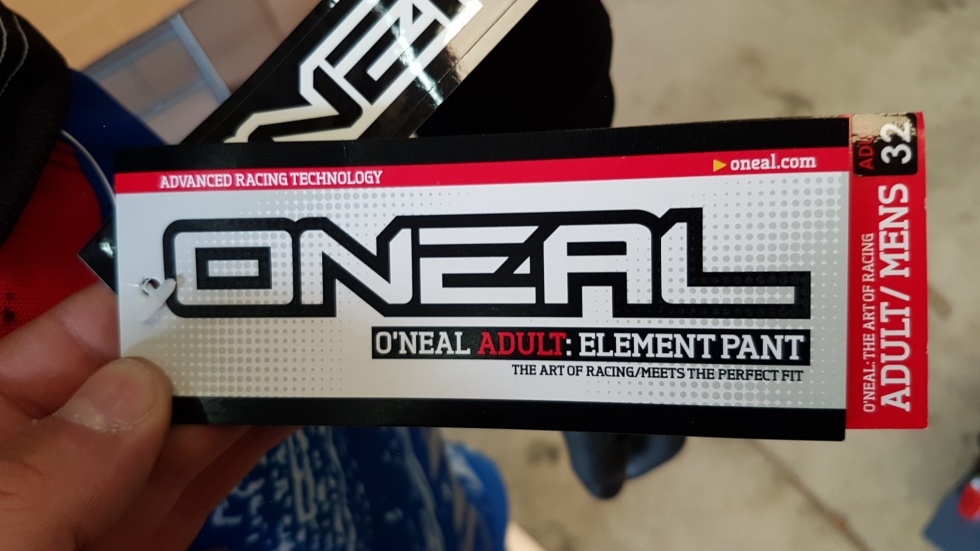 ADVANCED RACING TECHNOLOGY
oneal.com
ONEAL
O'NEAL ADULT: ELEMENT PANT
THE ART OF RACING/MEETS THE PERFECT FIT
O'NEAL: THE ART OF RACING
ADULT / MENS
32